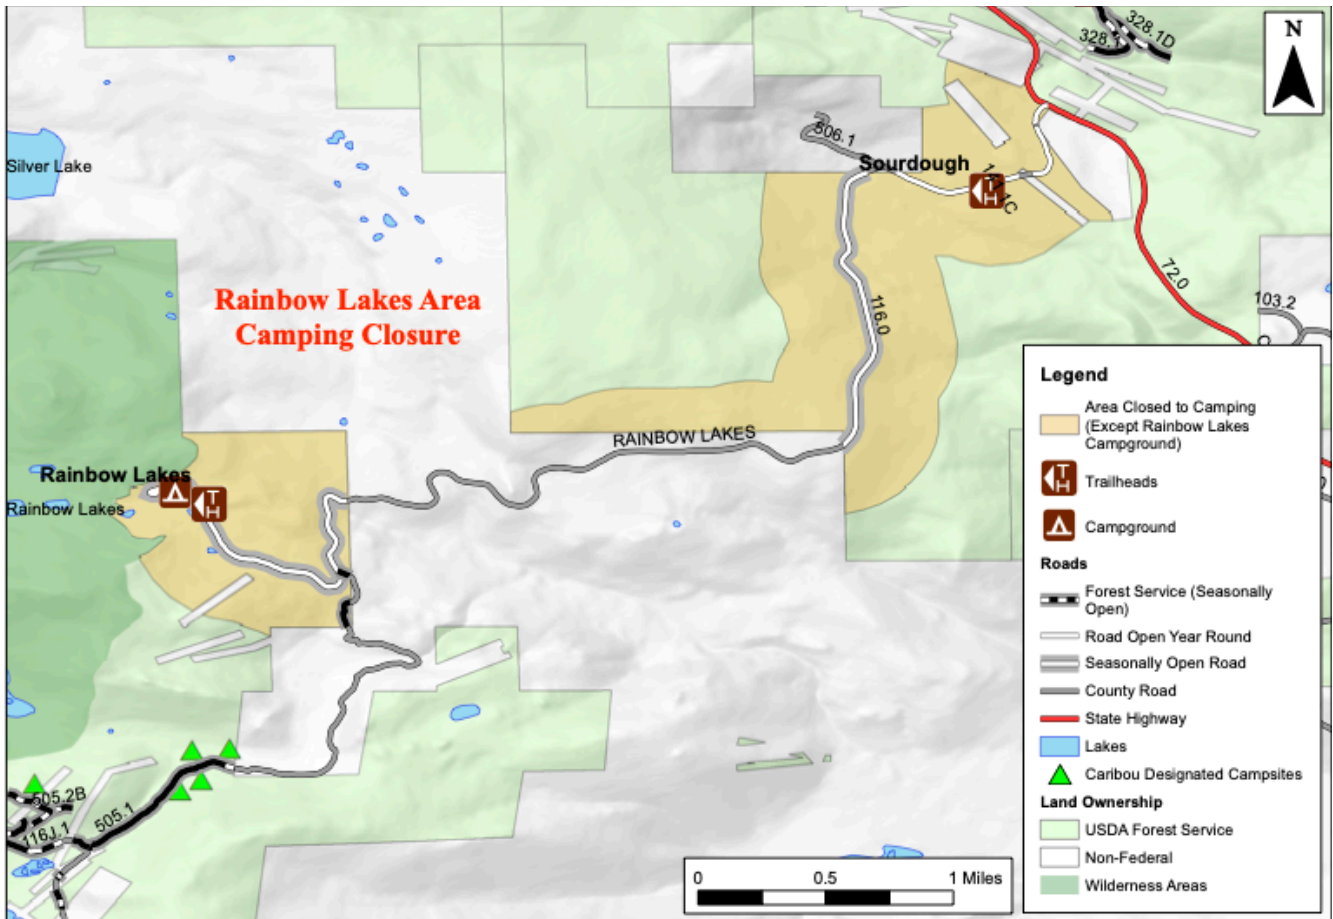 328.1D
328.1
N
506.1
Silver Lake
Sourdough
Rainbow Lakes Area
Camping Closure
72.0
103.2
116.0
RAINBOW LAKES
Rainbow Lakes
Rainbow Lakes
505.2B
505.1
116J.1
Legend
Area Closed to Camping
(Except Rainbow Lakes
Campground)
TH
Trailheads
Campground
Roads
Forest Service (Seasonally
Open)
Road Open Year Round
Seasonally Open Road
County Road
State Highway
Lakes
Caribou Designated Campsites
Land Ownership
USDA Forest Service
Non-Federal
Wilderness Areas
0 0.5 1 Miles